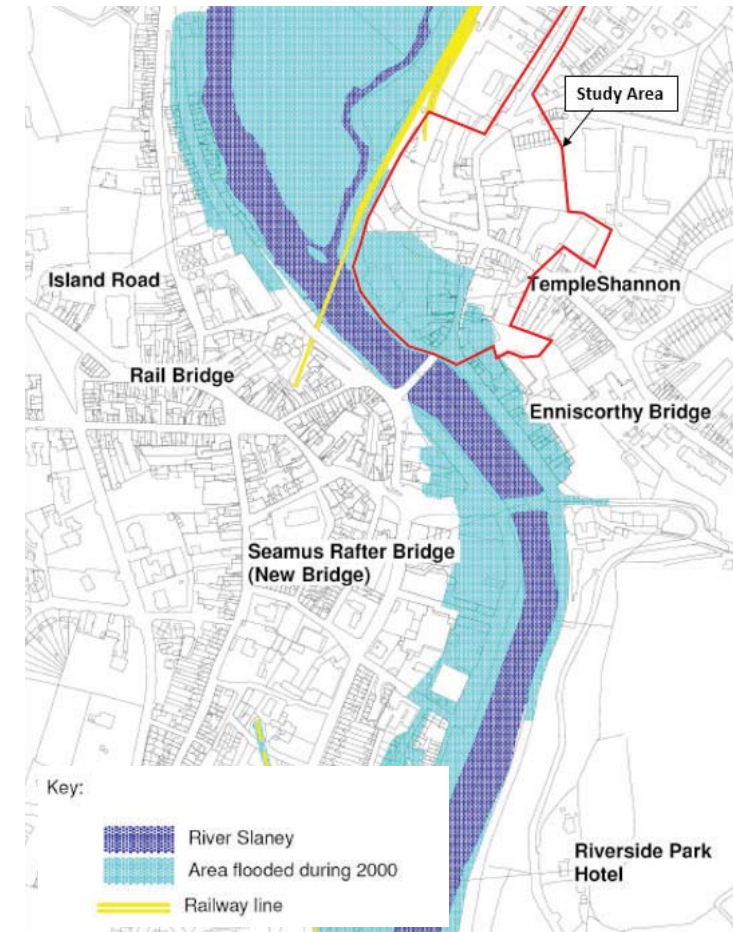 Study Area
Island Road
TempleShannon
Rail Bridge
Enniscorthy Bridge
Seamus Rafter Bridge
(New Bridge)
Key:
River Slaney
Area flooded during 2000
Railway line
Riverside Park
Hotel